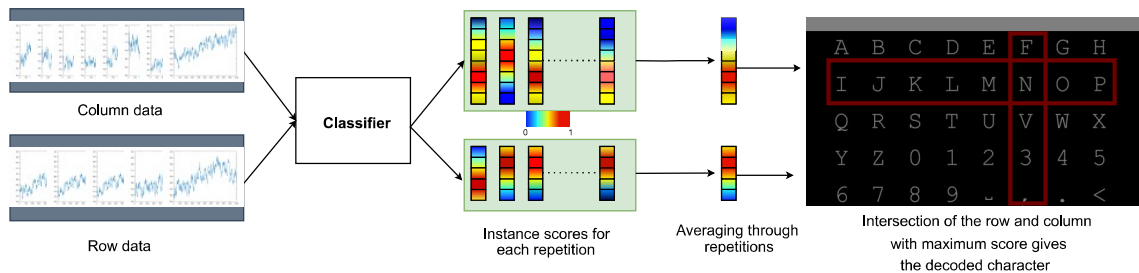 Column data
Row data
Classifier
0 1
Instance scores for
each repetition
Averaging through
repetitions
A B C D E F G H
I J K L M N O P
Q R S T U V W X
Y Z 0 1 2 3 4 5
6 7 8 9 ⎵ , . <
Intersection of the row and column
with maximum score gives
the decoded character